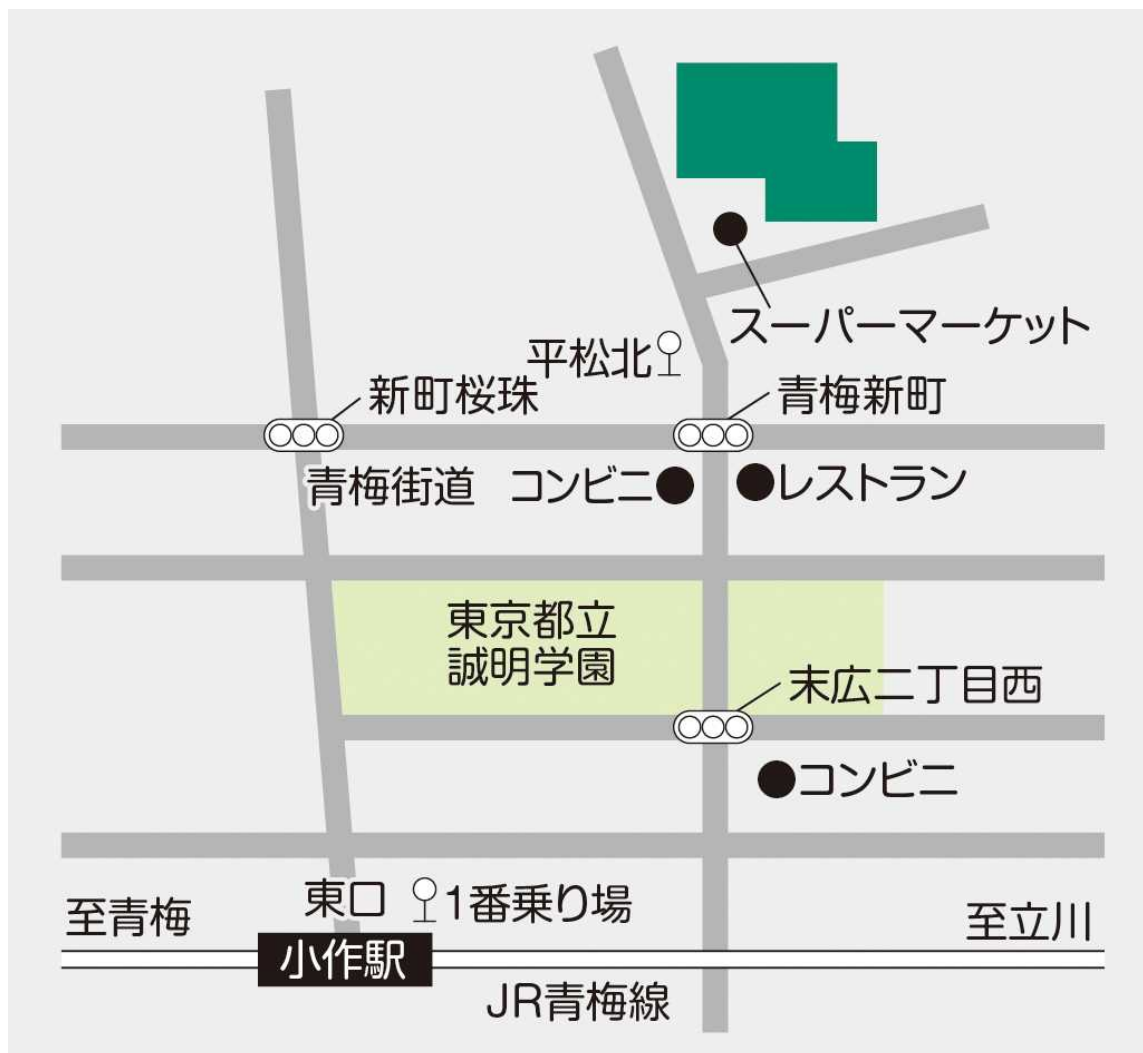 スーパーマーケット
平松北
新町桜珠
青梅新町
青梅街道
コンビニ
レストラン
東京都立
誠明学園
末広二丁目西
コンビニ
東口
1番乗り場
至青梅
至立川
小作駅
JR青梅線